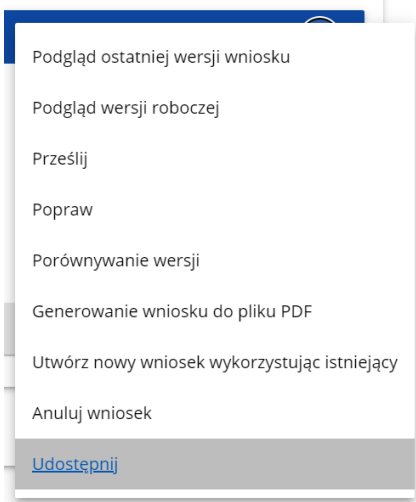 Podgląd ostatniej wersji wniosku
Podgląd wersji roboczej
Prześlij
Popraw
Porównywanie wersji
Generowanie wniosku do pliku PDF
Utwórz nowy wniosek wykorzystując istniejący
Anuluj wniosek
Udostępnij